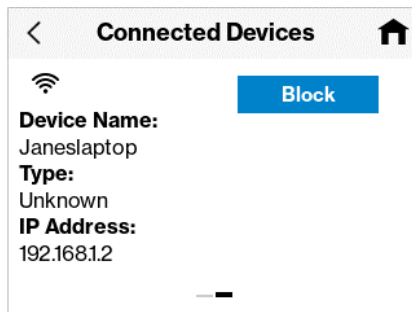 Connected Devices
Block
Device Name:
Janeslaptop
Type:
Unknown
IP Address:
192.168.1.2